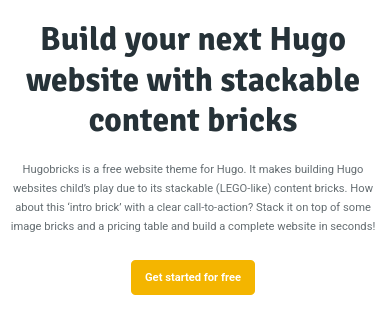 Build your next Hugo
website with stackable
content bricks
Hugobricks is a free website theme for Hugo. It makes building Hugo
websites child's play due to its stackable (LEGO-like) content bricks. How
about this ‘intro brick’ with a clear call-to-action? Stack it on top of some
image bricks and a pricing table and build a complete website in seconds!
Get started for free